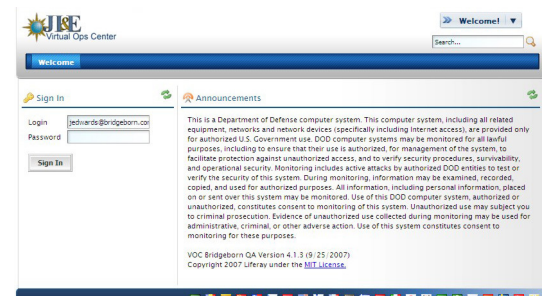 JI&E
Virtual Ops Center
Welcome!
Search...
Welcome
Sign In
Login jedwards@bridgeborn.cor
Password
Sign In
Announcements
This is a Department of Defense computer system. This computer system, including all related
equipment, networks and network devices (specifically including Internet access), are provided only
for authorized U.S. Government use. DOD computer systems may be monitored for all lawful
purposes, including to ensure that their use is authorized, for management of the system, to
facilitate protection against unauthorized access, and to verify security procedures, survivability,
and operational security. Monitoring includes active attacks by authorized DOD entities to test or
verify the security of this system. During monitoring, information may be examined, recorded,
copied, and used for authorized purposes. All information, including personal information, placed
on or sent over this system may be monitored. Use of this DOD computer system, authorized or
unauthorized, constitutes consent to monitoring of this system. Unauthorized use may subject you
to criminal prosecution. Evidence of unauthorized use collected during monitoring may be used for
administrative, criminal, or other adverse action. Use of this system constitutes consent to
monitoring for these purposes.
VOC Bridgeborn QA Version 4.1.3 (9/25/2007)
Copyright 2007 Liferay under the MIT License.